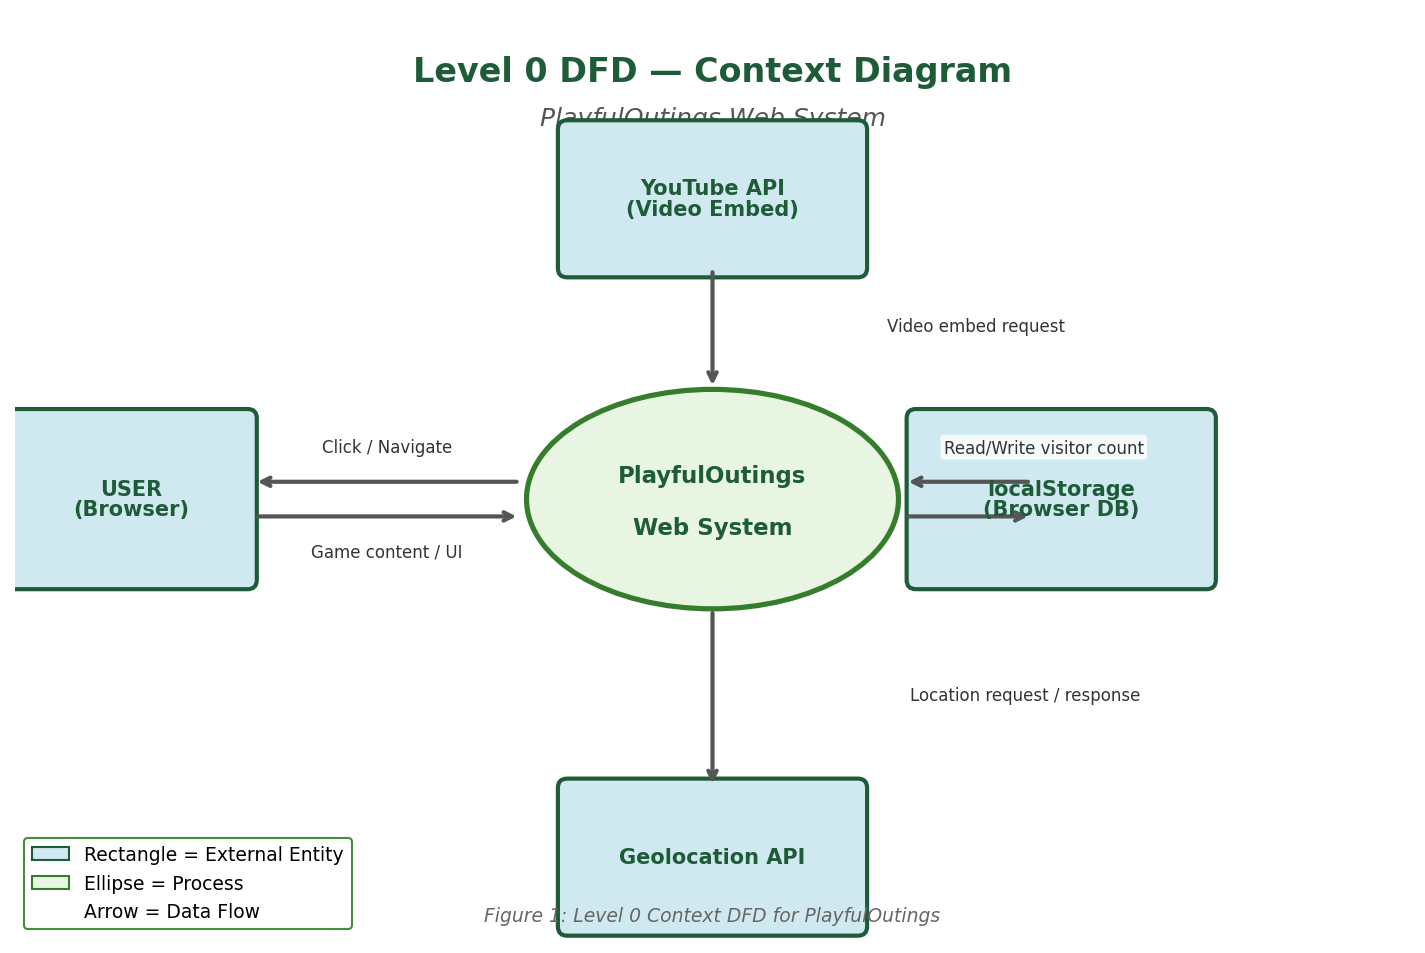 Level 0 DFD — Context Diagram
PlayfulOutings Web System
YouTube API
(Video Embed)
Video embed request
Click / Navigate
Read/Write visitor count
USER
(Browser)
PlayfulOutings
Web System
localStorage
(Browser DB)
Game content / UI
Location request / response
Geolocation API
Rectangle = External Entity
Ellipse = Process
Arrow = Data Flow
Figure 1: Level 0 Context DFD for PlayfulOutings